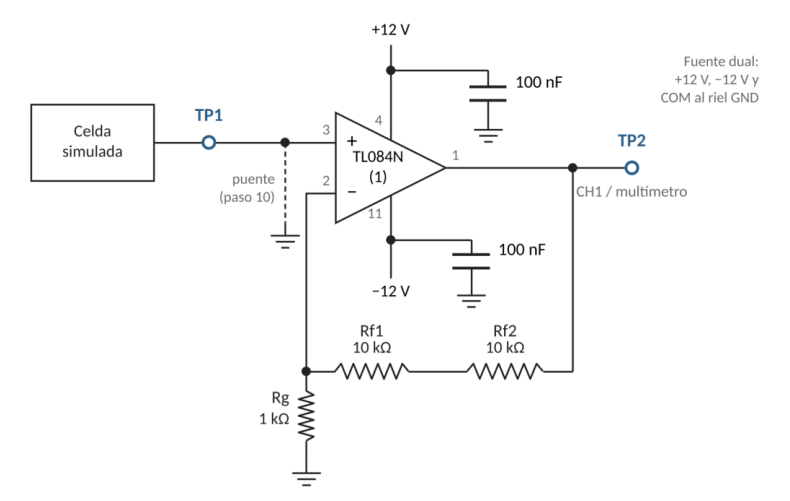 +12 V
Fuente dual:
+12 V, −12 V y
COM al riel GND
100 nF
TP1
Celda
simulada
3
4
+
TL084N
(1)
1
TP2
CH1 / multímetro
puente
(paso 10)
2
−
11
100 nF
−12 V
Rf1
10 kΩ
Rf2
10 kΩ
Rg
1 kΩ